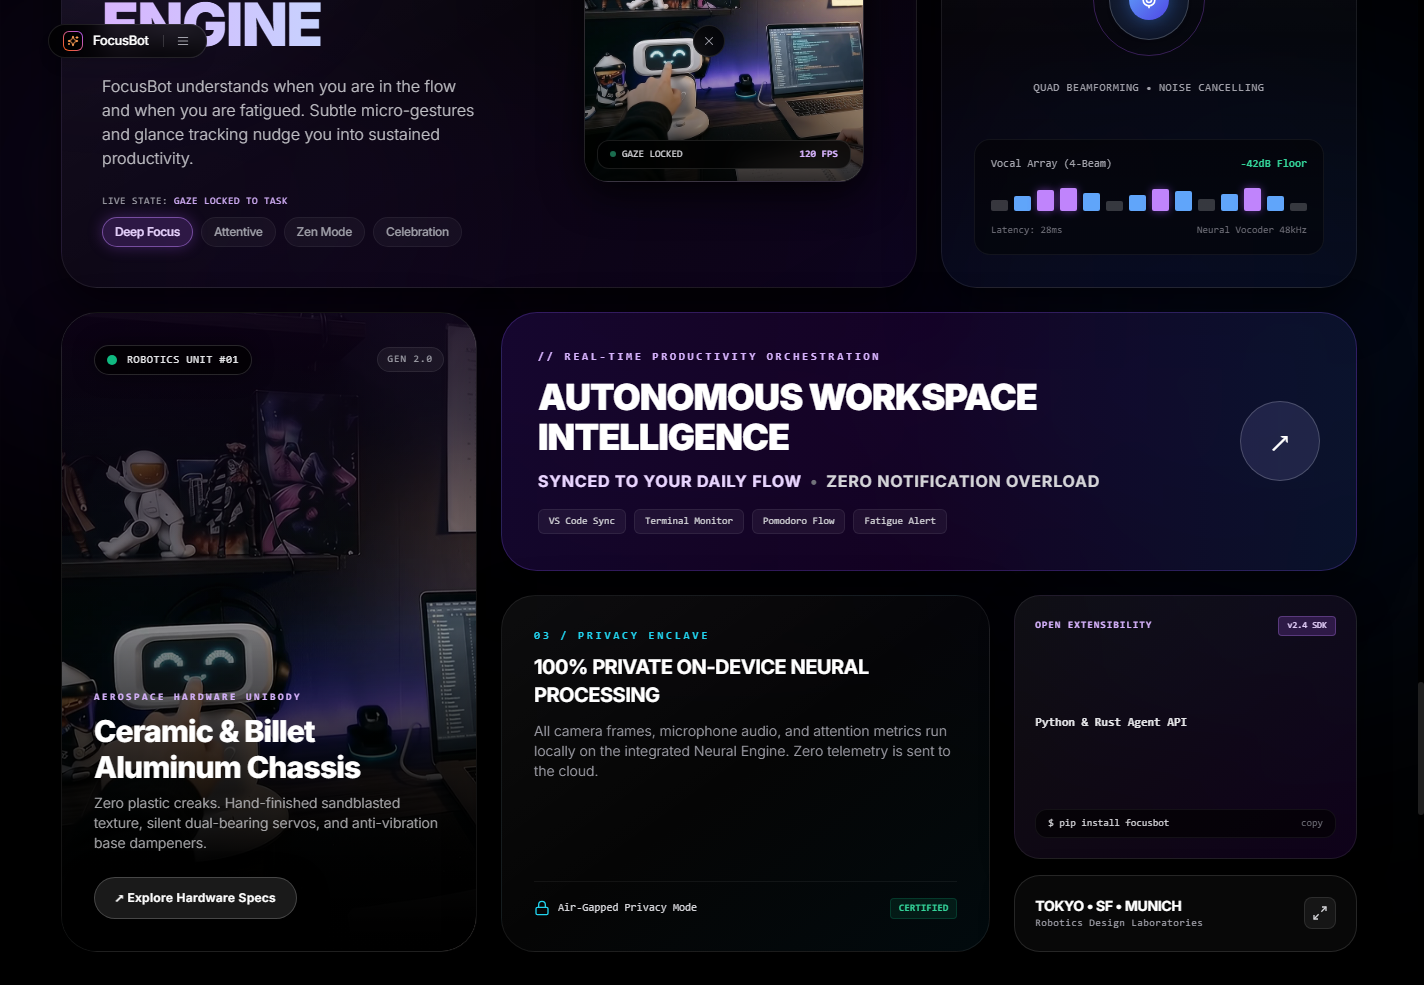 ENGINE
FocusBot
FocusBot understands when you are in the flow
and when you are fatigued. Subtle micro-gestures
and glance tracking nudge you into sustained
productivity.
LIVE STATE: GAZE LOCKED TO TASK
Deep Focus
Attentive
Zen Mode
Celebration
GAZE LOCKED
120 FPS
QUAD BEAMFORMING • NOISE CANCELLING
Vocal Array (4-Beam)
-42dB Floor
Latency: 28ms
Neural Vocoder 48kHz
ROBOTICS UNIT #01
GEN 2.0
AEROSPACE HARDWARE UNIBODY
Ceramic & Billet
Aluminum Chassis
Zero plastic creaks. Hand-finished sandblasted
texture, silent dual-bearing servos, and anti-vibration
base dampeners.
↗ Explore Hardware Specs
// REAL-TIME PRODUCTIVITY ORCHESTRATION
AUTONOMOUS WORKSPACE
INTELLIGENCE
SYNCED TO YOUR DAILY FLOW • ZERO NOTIFICATION OVERLOAD
VS Code Sync
Terminal Monitor
Pomodoro Flow
Fatigue Alert
↗
03 / PRIVACY ENCLAVE
100% PRIVATE ON-DEVICE NEURAL
PROCESSING
All camera frames, microphone audio, and attention metrics run
locally on the integrated Neural Engine. Zero telemetry is sent to
the cloud.
Air-Gapped Privacy Mode
CERTIFIED
OPEN EXTENSIBILITY
v2.4 SDK
Python & Rust Agent API
$ pip install focusbot
copy
TOKYO • SF • MUNICH
Robotics Design Laboratories